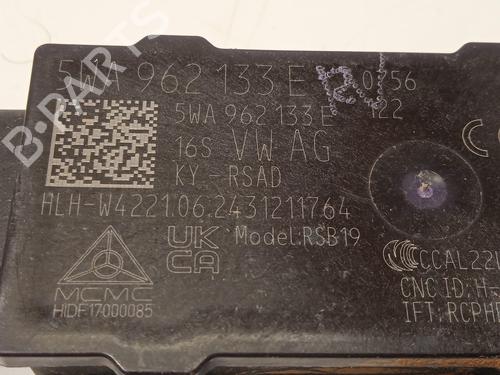 5WA 962 133 E
0756
5WA 962 133 E
122
16S VW AG
KY-RSAD
HLH-W4221.06.2431211764
UK
CA
Model:RSB19
MCMC
HIDF17000085
CCAL22
CNC ID:H
IFT:RCPH
B-PARTS